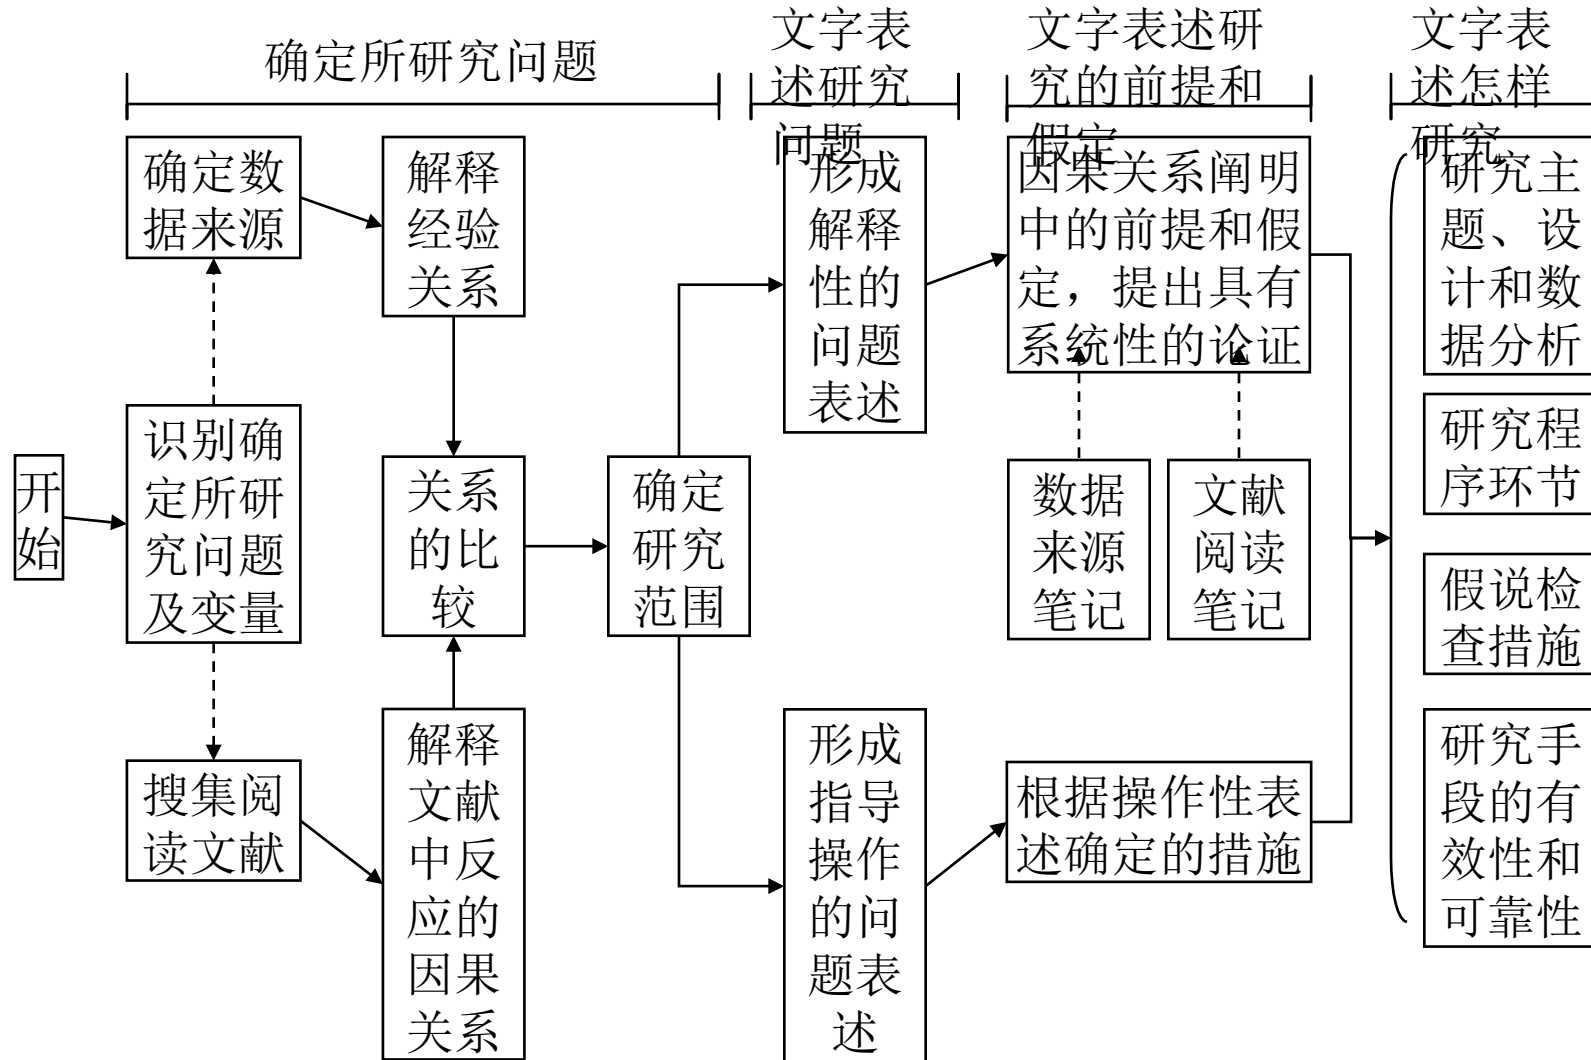 确定所研究问题
文字表
述研究
问题
文字表述研
究的前提和
假定
文字表
述怎样
研究
开
始
确定数
据来源
识别确
定所研
究问题
及变量
搜集阅
读文献
解释
经验
关系
关系
的比
较
解释
文献
中反
应的
因果
关系
确定
研究
范围
形成
解释
性的
问题
表述
形成
指导
操作
的问
题表
述
因果关系阐明
中的前提和假
定，提出具有
系统性的论证
数据
来源
笔记
文献
阅读
笔记
根据操作性表
述确定的措施
研究主
题、设
计和数
据分析
研究程
序环节
假说检
查措施
研究手
段的有
效性和
可靠性